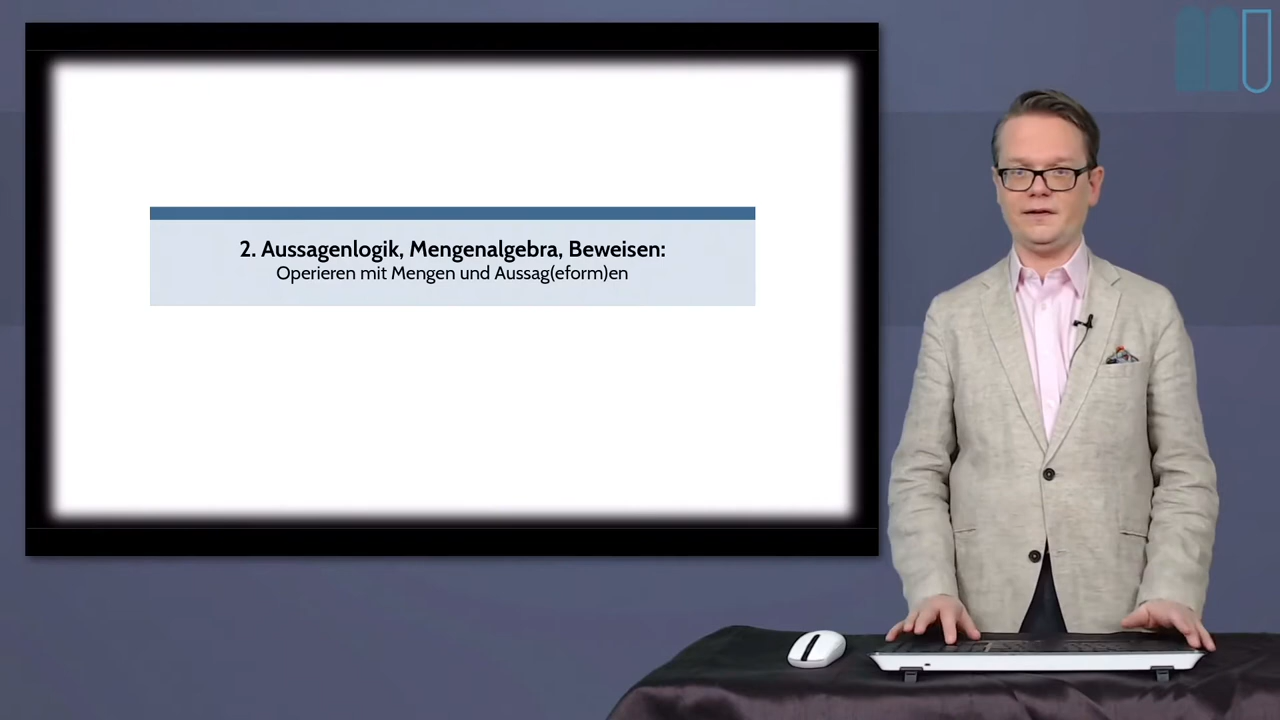 2. Aussagenlogik, Mengenalgebra, Beweisen:
Operieren mit Mengen und Aussag(eform)en